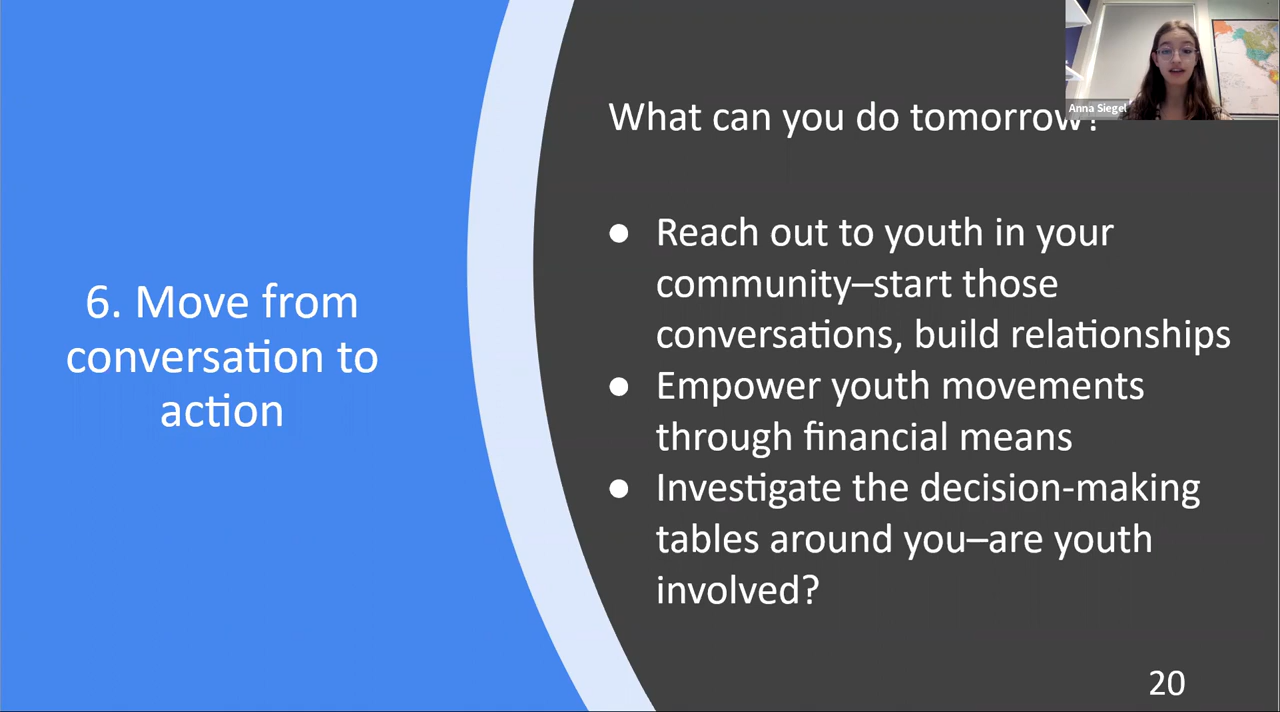 6. Move from
conversation to
action
What can you do tomorrow?
Anna Siegel
● Reach out to youth in your
community–start those
conversations, build relationships
● Empower youth movements
through financial means
● Investigate the decision-making
tables around you–are youth
involved?
20